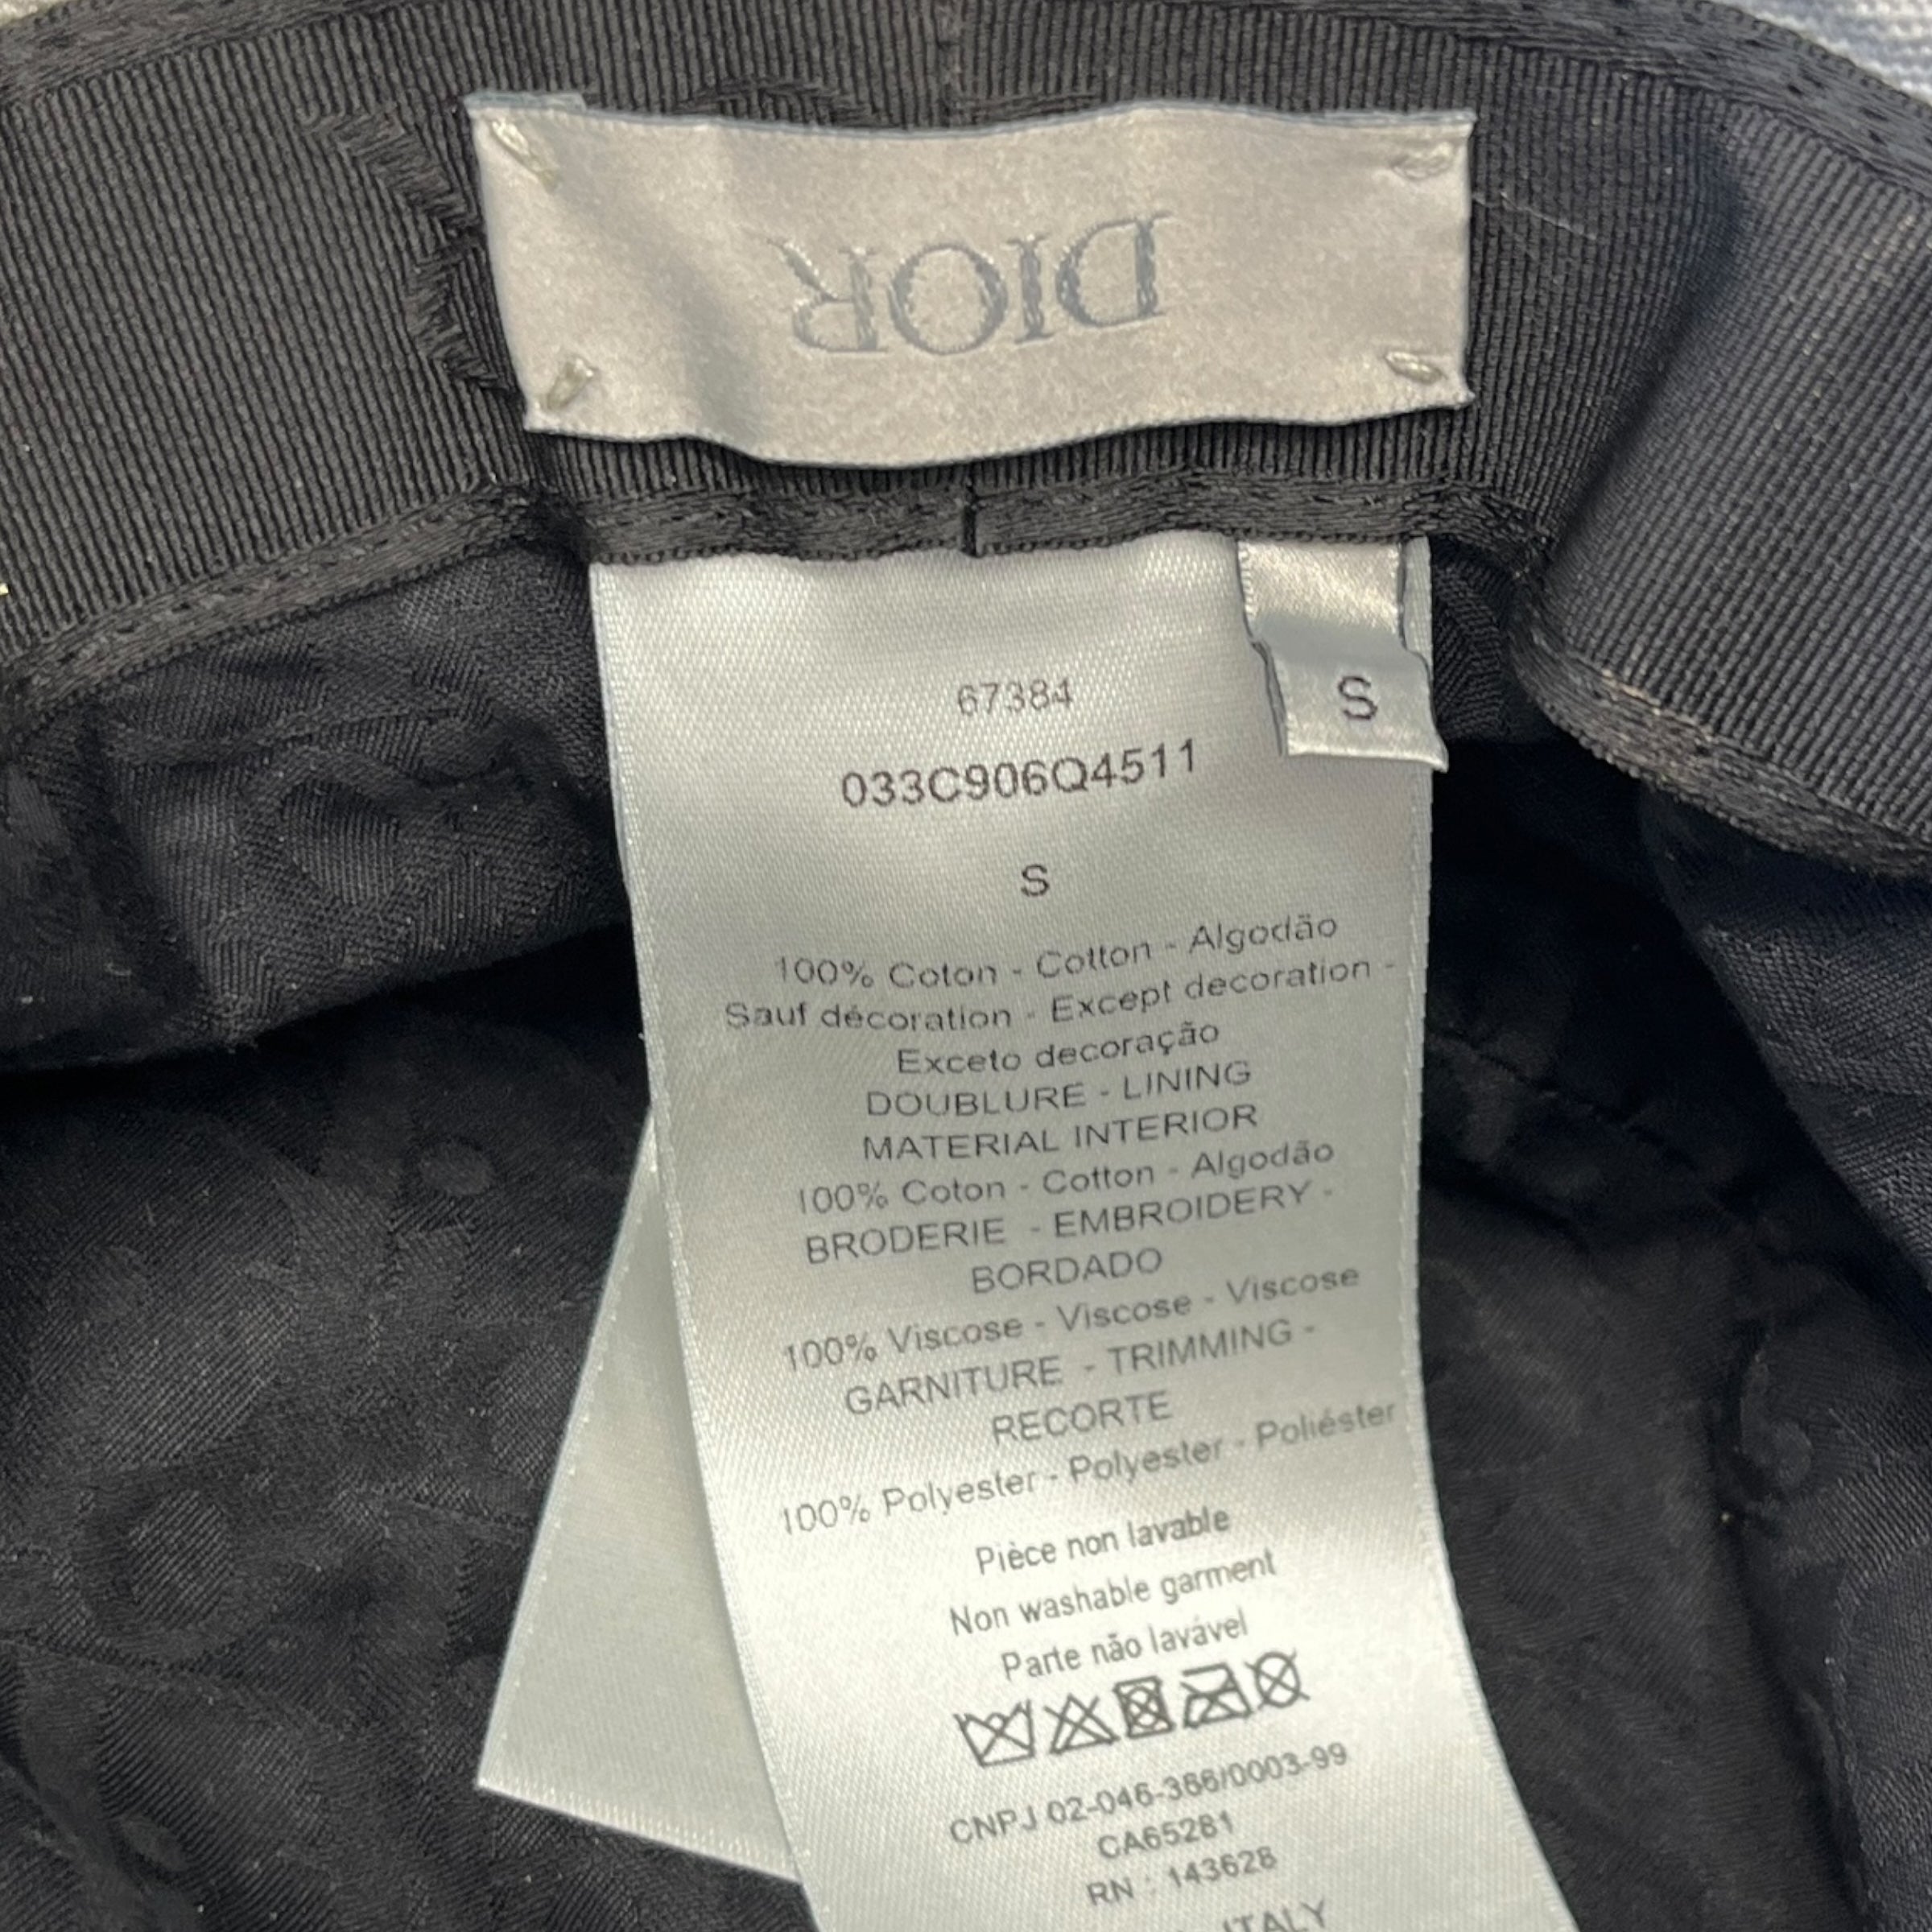 DIOR
S
67384
033C906Q4511
S
100% Coton - Cotton - Algodão
Sauf décoration - Except decoration -
Exceto decoração
DOUBLURE - LINING
MATERIAL INTERIOR
100% Coton - Cotton - Algodão
BRODERIE - EMBROIDERY -
BORDADO
100% Viscose - Viscose - Viscose
GARNITURE - TRIMMING -
RECORTE
100% Polyester - Polyester - Poliéster
Pièce non lavable
Non washable garment
Parte não lavável
CNPJ 02-046-366/0003-99
CA65281
RN : 143628
ITALY